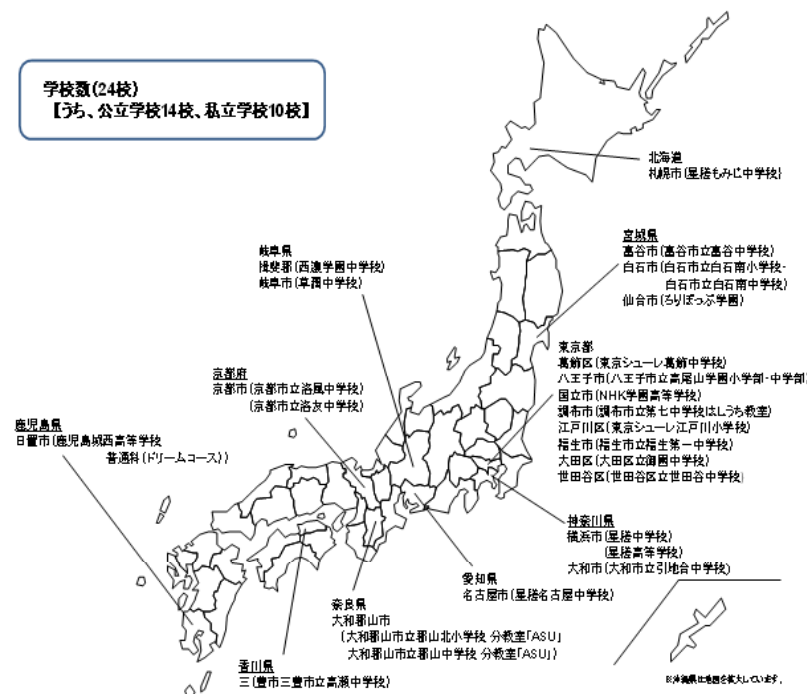 学校数(24校)
【うち、公立学校14校、私立学校10校】
北海道
札幌市(星槎もみじ中学校)
宮城県
富谷市(富谷市立富谷中学校)
白石市(白石市立白石南小学校・
白石市立白石南中学校)
仙台市(ろりぽっぷ学園)
岐阜県
揖斐郡(西濃学園中学校)
岐阜市(草潤中学校)
東京都
葛飾区(東京シューレ葛飾中学校)
八王子市(八王子市立高尾山学園小学部・中学部)
国立市(NHK学園高等学校)
調布市(調布市立第七中学校はしうち教室)
江戸川区(東京シューレ江戸川小学校)
福生市(福生市立福生第一中学校)
大田区(大田区立御園中学校)
世田谷区(世田谷区立世田谷中学校)
京都府
京都市(京都市立洛風中学校)
(京都市立洛友中学校)
鹿児島県
日置市(鹿児島城西高等学校
普通科(ドリームコース))
神奈川県
横浜市(星槎中学校)
(星槎高等学校)
大和市(大和市立引地台中学校)
愛知県
名古屋市(星槎名古屋中学校)
奈良県
大和郡山市
(大和郡山市立郡山北小学校 分教室「ASU」
大和郡山市立郡山中学校 分教室「ASU」)
香川県
三(豊市三豊市立高瀬中学校)
※沖縄県は地図を拡大しています。